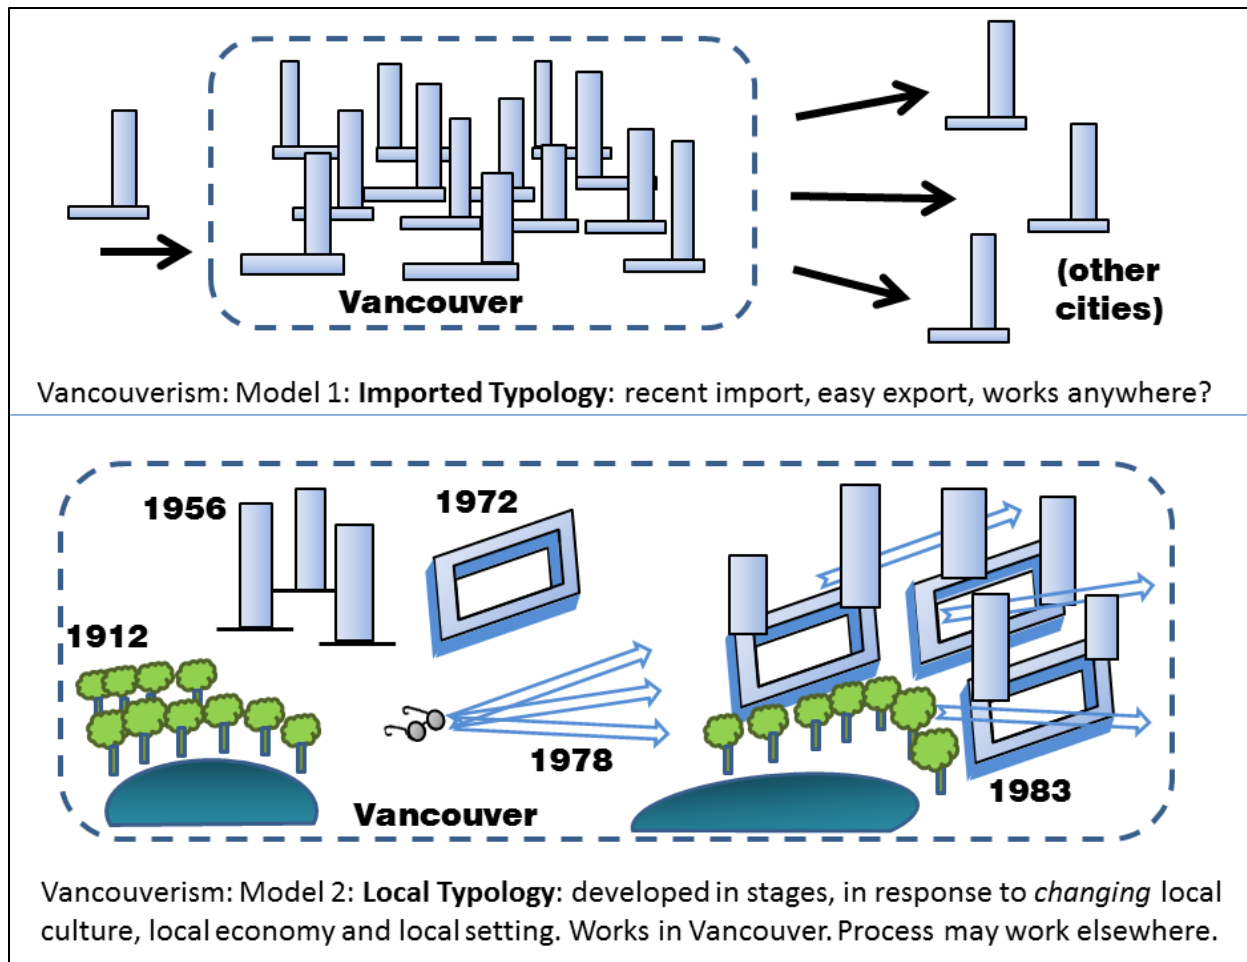 Vancouver
(other
cities)
Vancouverism: Model 1: Imported Typology: recent import, easy export, works anywhere?
1956
1972
1912
1978
1983
Vancouver
Vancouverism: Model 2: Local Typology: developed in stages, in response to changing local
culture, local economy and local setting. Works in Vancouver. Process may work elsewhere.